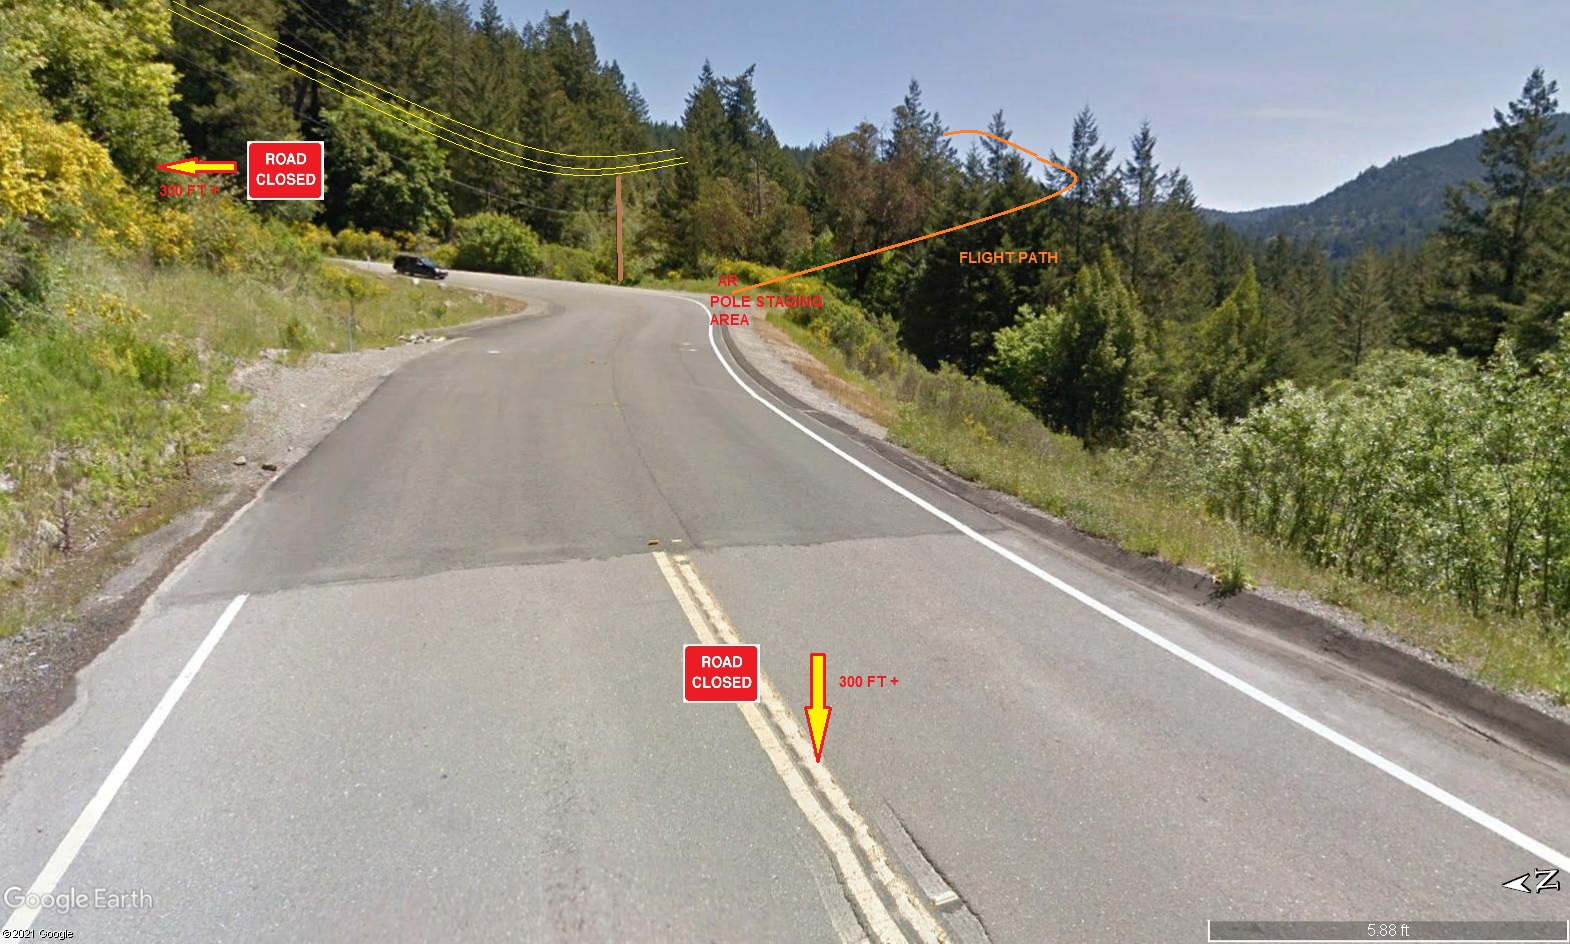 ROAD
CLOSED
300 FT +
FLIGHT PATH
AR
POLE STAGING
AREA
ROAD
CLOSED
300 FT +
Google Earth
©2021 Google
N
5.88 ft